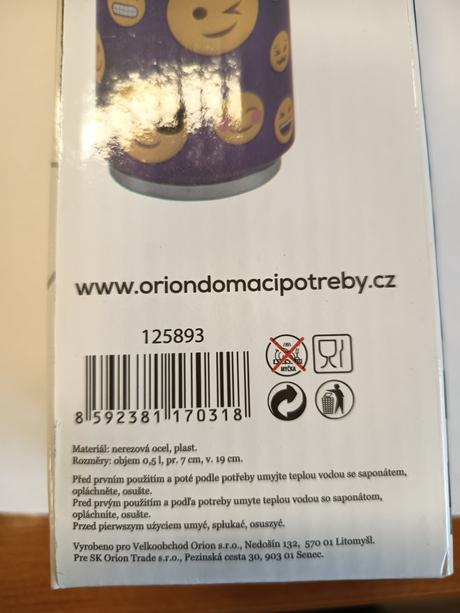 www.oriondomacipotreby.cz
125893
MYČKA
8 592381 170318
Materiál: nerezová ocel, plast.
Rozměry: objem 0,5 l, pr. 7 cm, v. 19 cm.
Před prvním použitím a poté podle potřeby umyjte teplou vodou se saponátem,
opláchněte, osušte.
Pred prvým použitím a podľa potreby umyte teplou vodou so saponátom,
opláchnite, osušte.
Przed pierwszym użyciem umyć, spłukać, osuszyć.
Vyrobeno pro Velkoobchod Orion s.r.o., Nedošín 132, 570 01 Litomyšl.
Pre SK Orion Trade s.r.o., Pezinská cesta 30, 903 01 Senec.